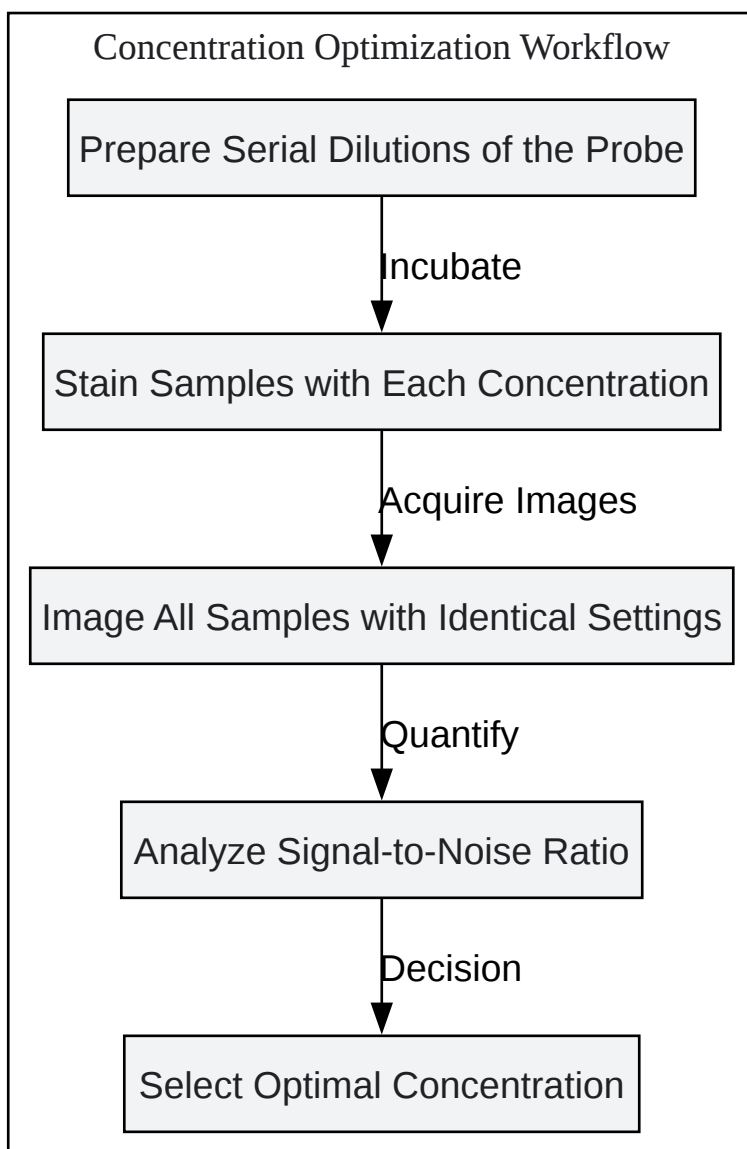 Concentration Optimization Workflow
Prepare Serial Dilutions of the Probe
Incubate
Stain Samples with Each Concentration
Acquire Images
Image All Samples with Identical Settings
Quantify
Analyze Signal-to-Noise Ratio
Decision
Select Optimal Concentration